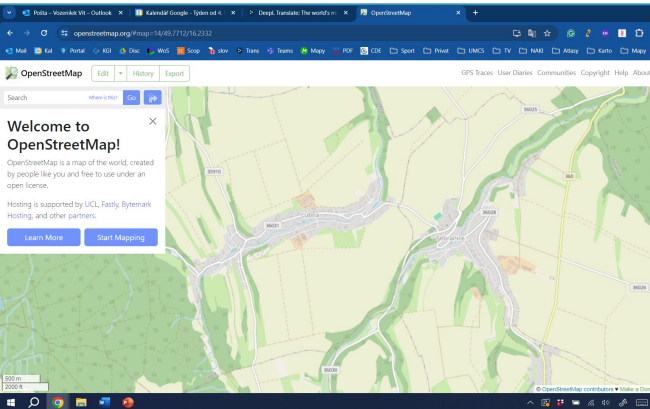 Pošta – Vozenílek Vít – Outlook
Kalendář Google - Týden od 4.
DeepL Translate: The world's m
OpenStreetMap
openstreetmap.org/#map=14/49.7712/16.2332
Mail Kal Portal KGI Disc WoS Scop slov Trans Teams Mapy PDF CDE Sport Privat UMCS TV NAKI Atlasy Karto Mapy
OpenStreetMap Edit History Export GPS Traces User Diaries Communities Copyright Help About
Search Where is this? Go
Welcome to
OpenStreetMap!
OpenStreetMap is a map of the world, created
by people like you and free to use under an
open license.
Hosting is supported by UCL, Fastly, Bytemark
Hosting, and other partners.
Learn More Start Mapping
36025
35910
360
Lubná
36028
36031
Sebranice
36026
36030
500 m
2000 ft
© OpenStreetMap contributors ♥ Make a Don